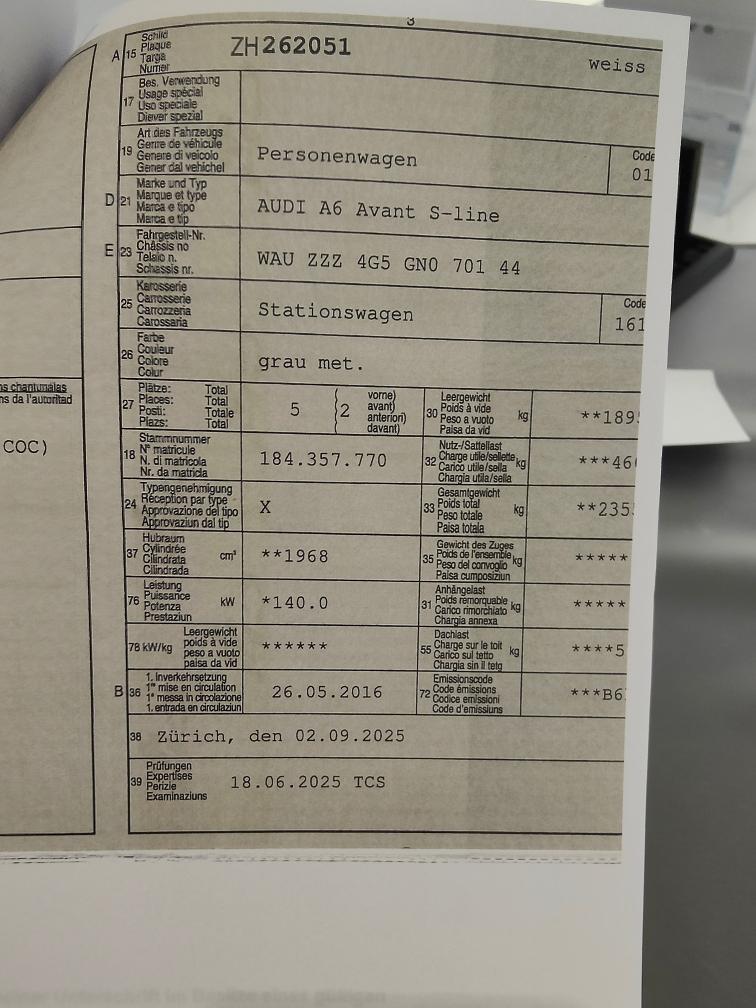 3
A 15 Schild
Plaque
Targa
Numer
ZH262051
weiss
17 Bes. Verwendung
Usage spécial
Uso speciale
Diever spezial
19 Art des Fahrzeugs
Genre de véhicule
Genere di veicolo
Gener dal vehichel
Personenwagen
Code
01
D 21 Marke und Typ
Marque et type
Marca e tipo
Marca e tip
AUDI A6 Avant S-line
E 23 Fahrgestell-Nr.
Châssis no
Telaio n.
Schassis nr.
WAU ZZZ 4G5 GN0 701 44
25 Karosserie
Carrosserie
Carrozzeria
Carossaria
Stationswagen
Code
161
26 Farbe
Couleur
Colore
Colur
grau met.
ns chantunalas
ns da l'autoritad
COC)
27 Plätze: Total
Places: Total
Posti: Totale
Plazs: Total
5
2
vorne)
avant)
anteriori)
davant)
30 Leergewicht
Poids à vide
Peso a vuoto
Paisa da vid
kg
**189
18 Stammnummer
N° matricule
N. di matricola
Nr. da matricla
184.357.770
32 Nutz-/Sattellast
Charge utile/sellette
Carico utile/sella
Chargia utila/sella
kg
***46
24 Typengenehmigung
Réception par type
Approvazione del tipo
Approvaziun dal tip
X
33 Gesamtgewicht
Poids total
Peso totale
Paisa totala
kg
**235
37 Hubraum
Cylindrée
Cilindrata
Cilindrada
cm³
**1968
35 Gewicht des Zuges
Poids de l'ensemble
Peso del convoglio
Paisa cumposiziun
kg
*****
76 Leistung
Puissance
Potenza
Prestaziun
kW
*140.0
31 Anhängelast
Poids remorquable
Carico rimorchiato
Chargia annexa
kg
*****
78 kW/kg Leergewicht
poids à vide
peso a vuoto
paisa da vid
******
55 Dachlast
Charge sur le toit
Carico sul tetto
Chargia sin il tetg
kg
****5
B 36 1. Inverkehrsetzung
1re mise en circulation
1a messa in circolazione
1. entrada en circulaziun
26.05.2016
72 Emissionscode
Code émissions
Codice emissioni
Code d'emissiuns
***B6
38 Zürich, den 02.09.2025
39 Prüfungen
Expertises
Perizie
Examinaziuns
18.06.2025 TCS